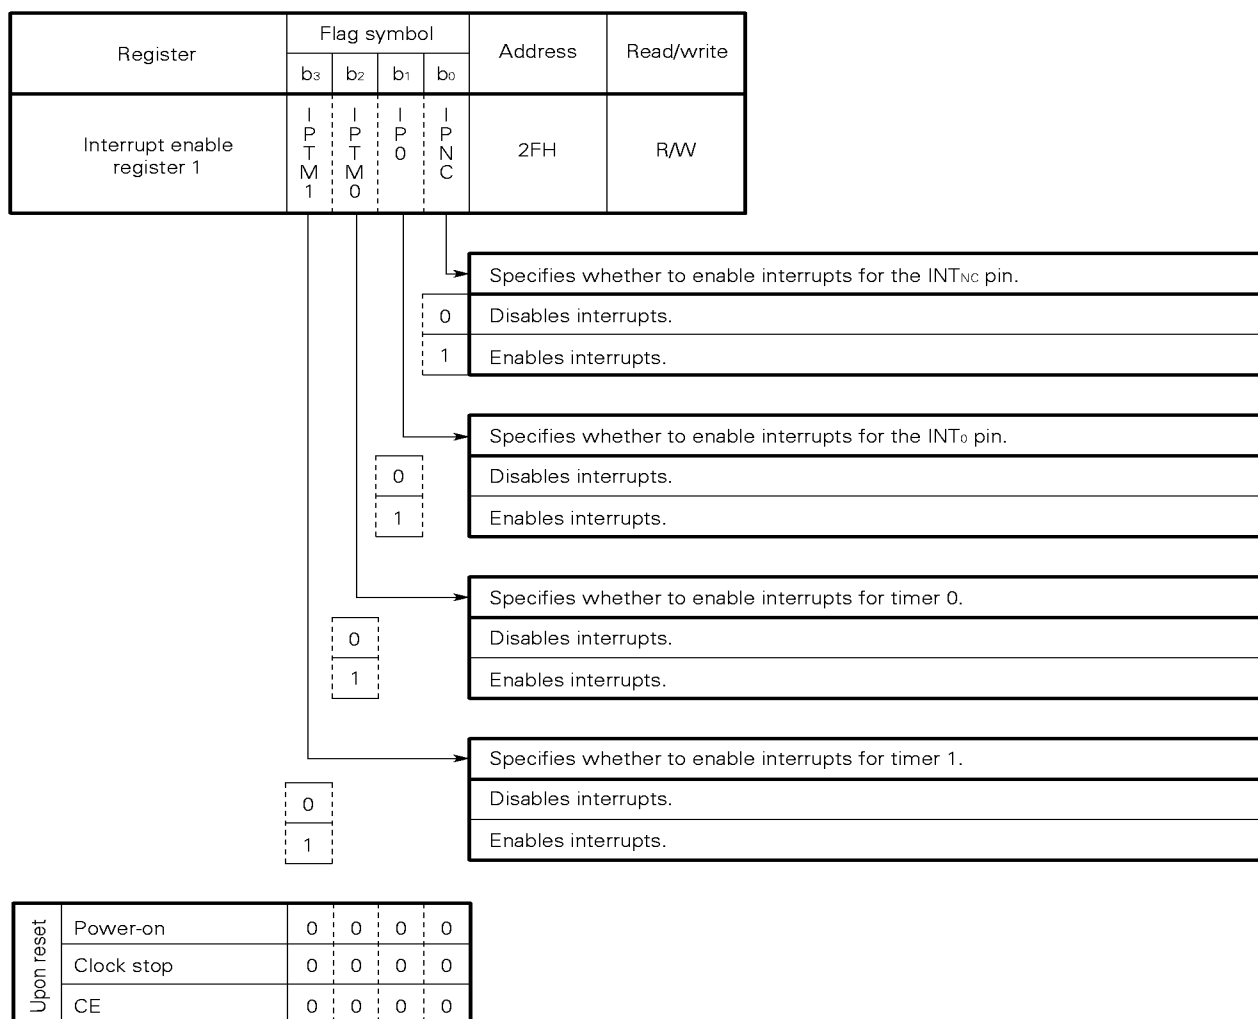 Register Flag symbol Address Read/write
b3 b2 b1 b0
Interrupt enable register 1 IPTM1 IPTM0 IP0 IPNC 2FH R/W
Specifies whether to enable interrupts for the INTNC pin.
0 Disables interrupts.
1 Enables interrupts.
Specifies whether to enable interrupts for the INT0 pin.
0 Disables interrupts.
1 Enables interrupts.
Specifies whether to enable interrupts for timer 0.
0 Disables interrupts.
1 Enables interrupts.
Specifies whether to enable interrupts for timer 1.
0 Disables interrupts.
1 Enables interrupts.
Upon reset
Power-on 0 0 0 0
Clock stop 0 0 0 0
CE 0 0 0 0